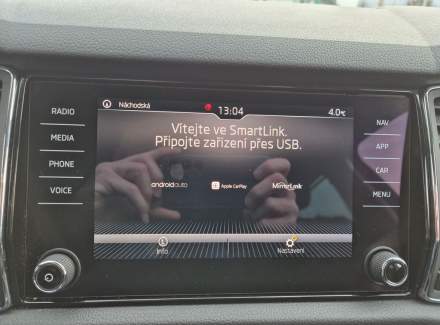 Náchodská 13:04 4.0°C
RADIO
MEDIA
PHONE
VOICE
Vítejte ve SmartLink.
Připojte zařízení přes USB.
androidauto Apple CarPlay MirrorLink
Info Nastavení
NAV
APP
CAR
MENU